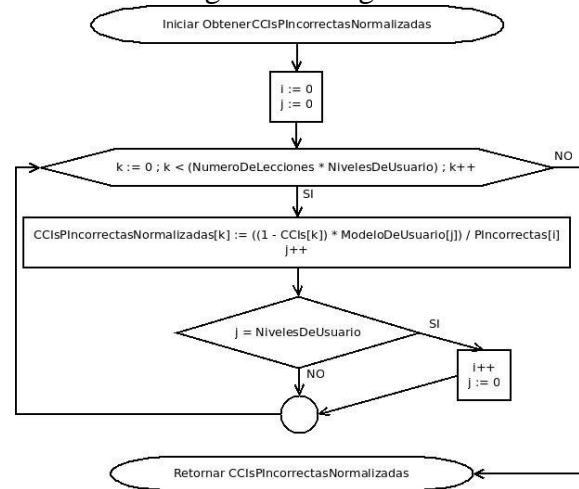 Iniciar ObtenerCCIsPIncorrectasNormalizadas
i := 0
j := 0
k := 0 ; k < (NumeroDeLecciones * NivelesDeUsuario) ; k++
NO
SI
CCIsPIncorrectasNormalizadas[k] := ((1 - CCIs[k]) * ModeloDeUsuario[j]) / PIncorrectas[i]
j++
j = NivelesDeUsuario
SI
i++
j := 0
NO
Retornar CCIsPIncorrectasNormalizadas